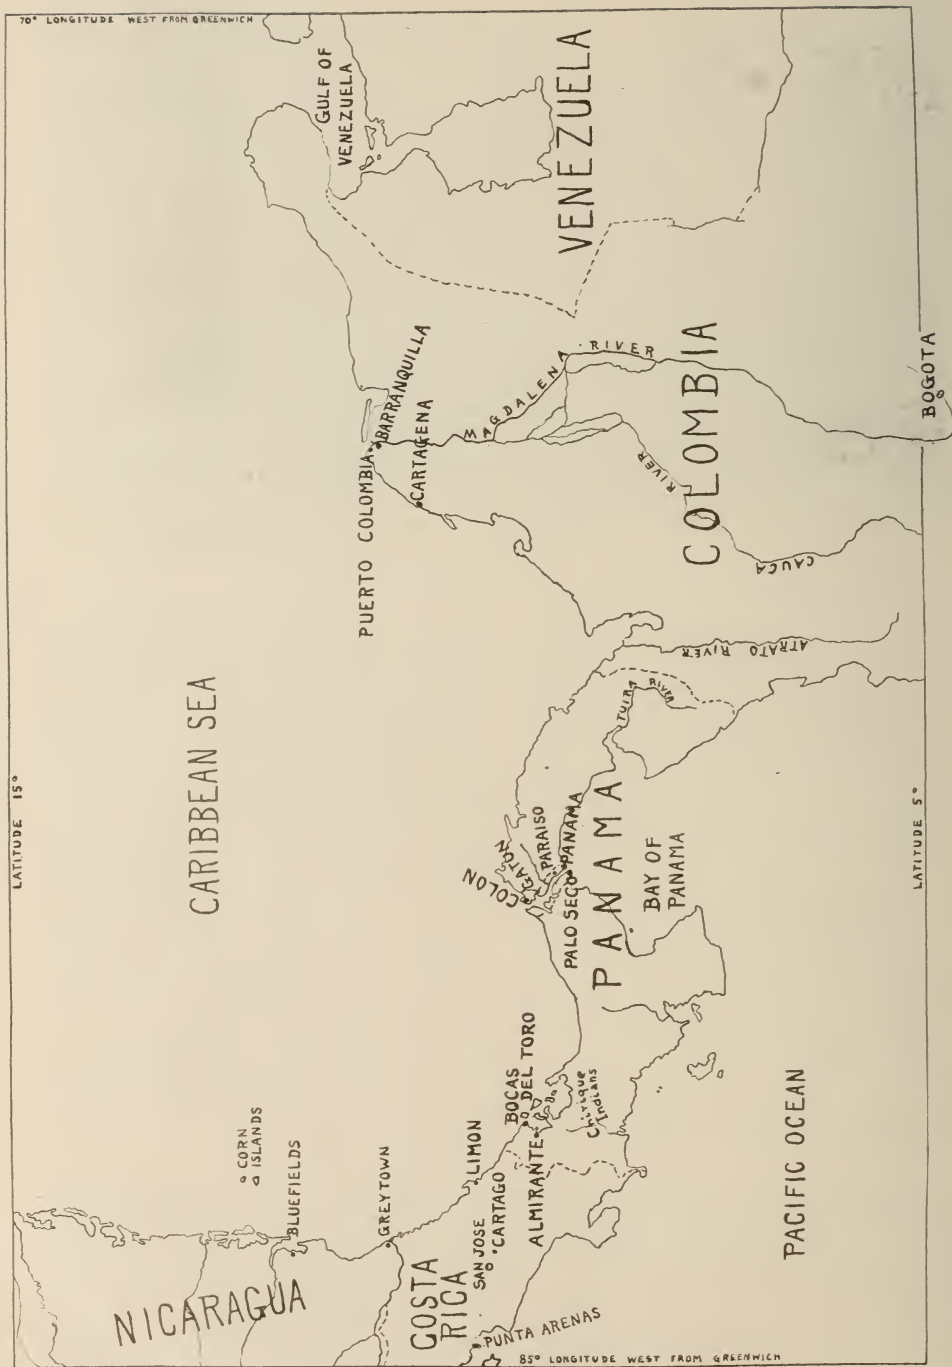 LATITUDE 15°
70° LONGITUDE WEST FROM GREENWICH
CARIBBEAN SEA
CORN
ISLANDS
BLUEFIELDS
NICARAGUA
GREYTOWN
COSTA
RICA
LIMON
SAN JOSE
CARTAGO
PUNTA ARENAS
BOCAS
DEL TORO
ALMIRANTE
Chirique
Indians
COLON
GATUN
PARAISO
PANAMA
PALO SECO
PANAMA
BAY OF
PANAMA
TUIRA RIVER
PUERTO COLOMBIA
BARRANQUILLA
CARTAGENA
MAGDALENA RIVER
COLOMBIA
CAUCA RIVER
ATRATO RIVER
BOGOTA
GULF OF
VENEZUELA
VENEZUELA
PACIFIC OCEAN
85° LONGITUDE WEST FROM GREENWICH
LATITUDE 5°